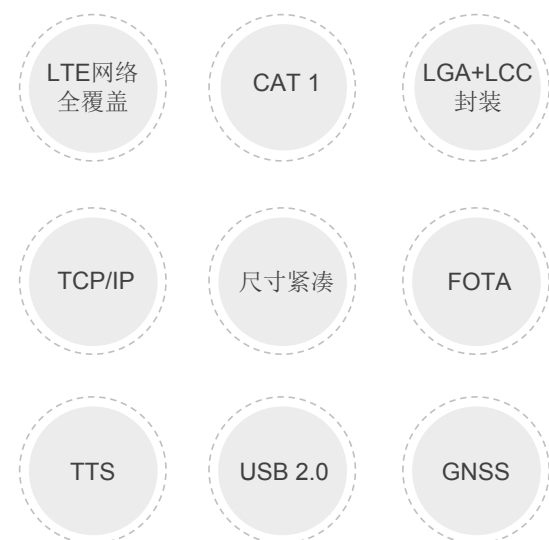 LTE网络
全覆盖
CAT 1
LGA+LCC
封装
TCP/IP
尺寸紧凑
FOTA
TTS
USB 2.0
GNSS